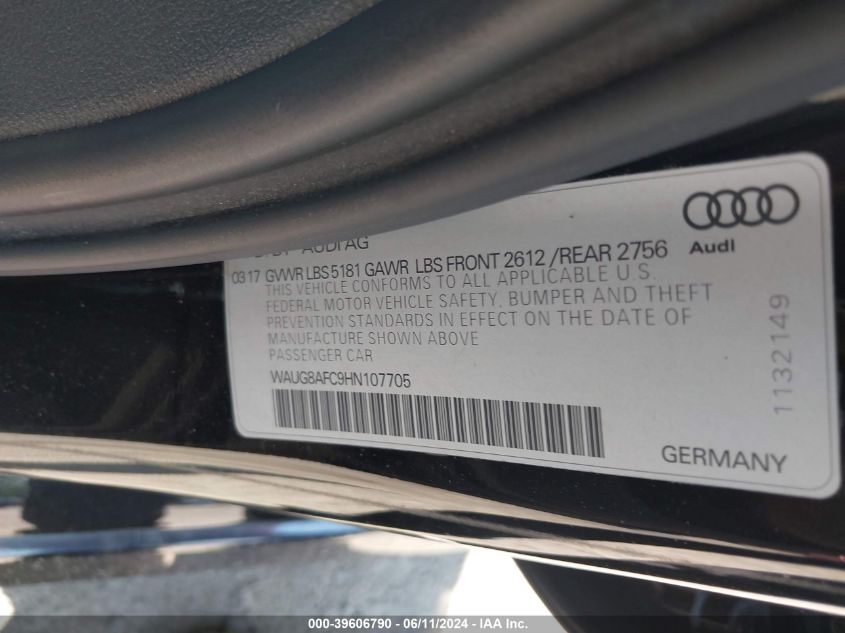 AUDI AG
Audi
03.17 GVWR LBS 5181 GAWR LBS FRONT 2612 /REAR 2756
THIS VEHICLE CONFORMS TO ALL APPLICABLE U.S.
FEDERAL MOTOR VEHICLE SAFETY, BUMPER AND THEFT
PREVENTION STANDARDS IN EFFECT ON THE DATE OF
MANUFACTURE SHOWN ABOVE
PASSENGER CAR
WAUG8AFC9HN107705
1132149
GERMANY
000-39606790 - 06/11/2024 - IAA Inc.